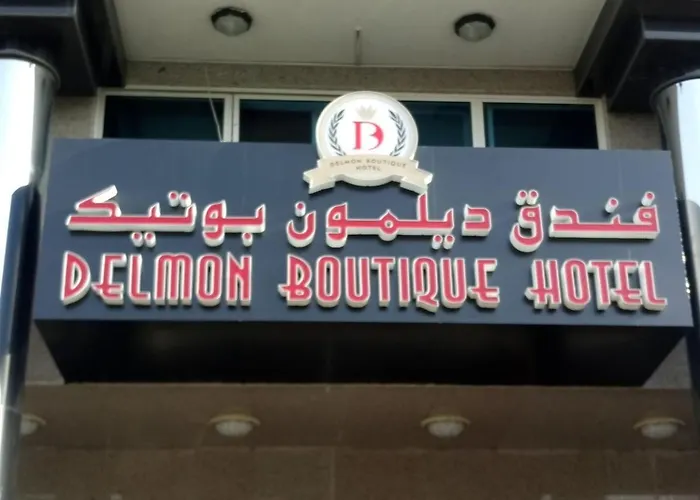 D
DELMON BOUTIQUE
HOTEL
فندق ديلمون بوتيك
DELMON BOUTIQUE HOTEL